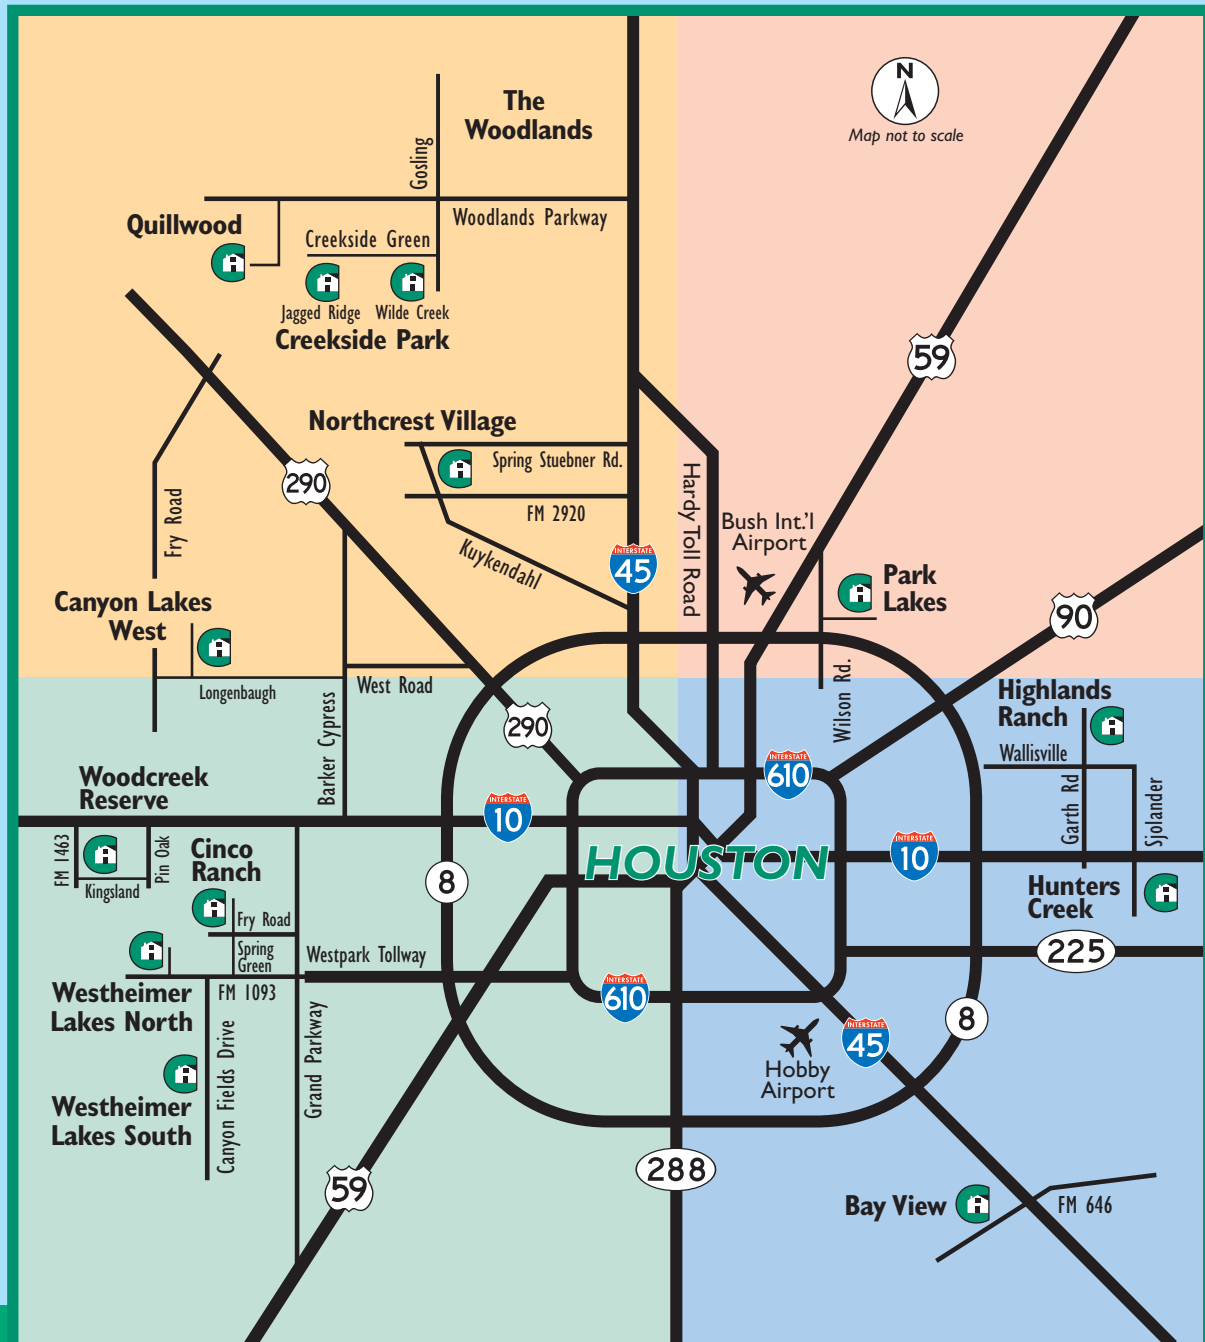 The
Woodlands
N
Map not to scale
Gosling
Woodlands Parkway
Quillwood
Creekside Green
Jagged Ridge
Wilde Creek
Creekside Park
59
Northcrest Village
Spring Stuebner Rd.
290
FM 2920
Fry Road
Kuykendahl
INTERSTATE
45
Hardy Toll Road
Bush Int.'l
Airport
Park
Lakes
90
Canyon Lakes
West
Longenbaugh
West Road
Barker Cypress
290
Wilson Rd.
Highlands
Ranch
Wallisville
Garth Rd
Sjolander
INTERSTATE
610
Woodcreek
Reserve
INTERSTATE
10
FM 1463
Kingsland
Pin Oak
Cinco
Ranch
HOUSTON
INTERSTATE
10
8
Hunters
Creek
Fry Road
Spring
Green
Westpark Tollway
225
FM 1093
Westheimer
Lakes North
INTERSTATE
610
8
INTERSTATE
45
Hobby
Airport
Canyon Fields Drive
Grand Parkway
Westheimer
Lakes South
59
288
Bay View
FM 646